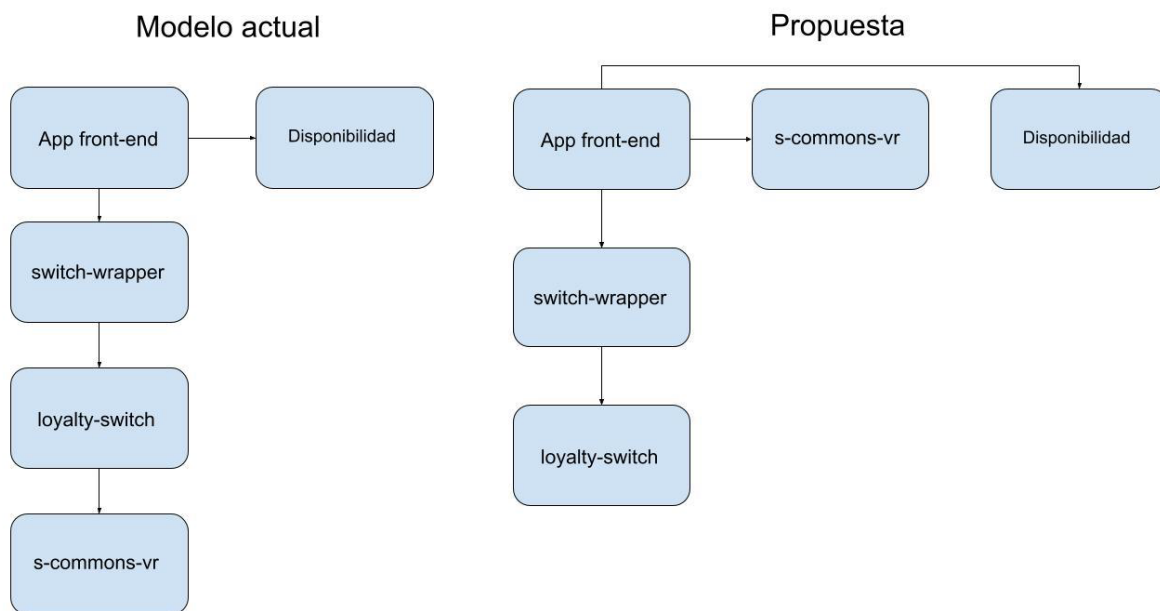 Modelo actual
App front-end
Disponibilidad
switch-wrapper
loyalty-switch
s-commons-vr
Propuesta
App front-end
s-commons-vr
Disponibilidad
switch-wrapper
loyalty-switch